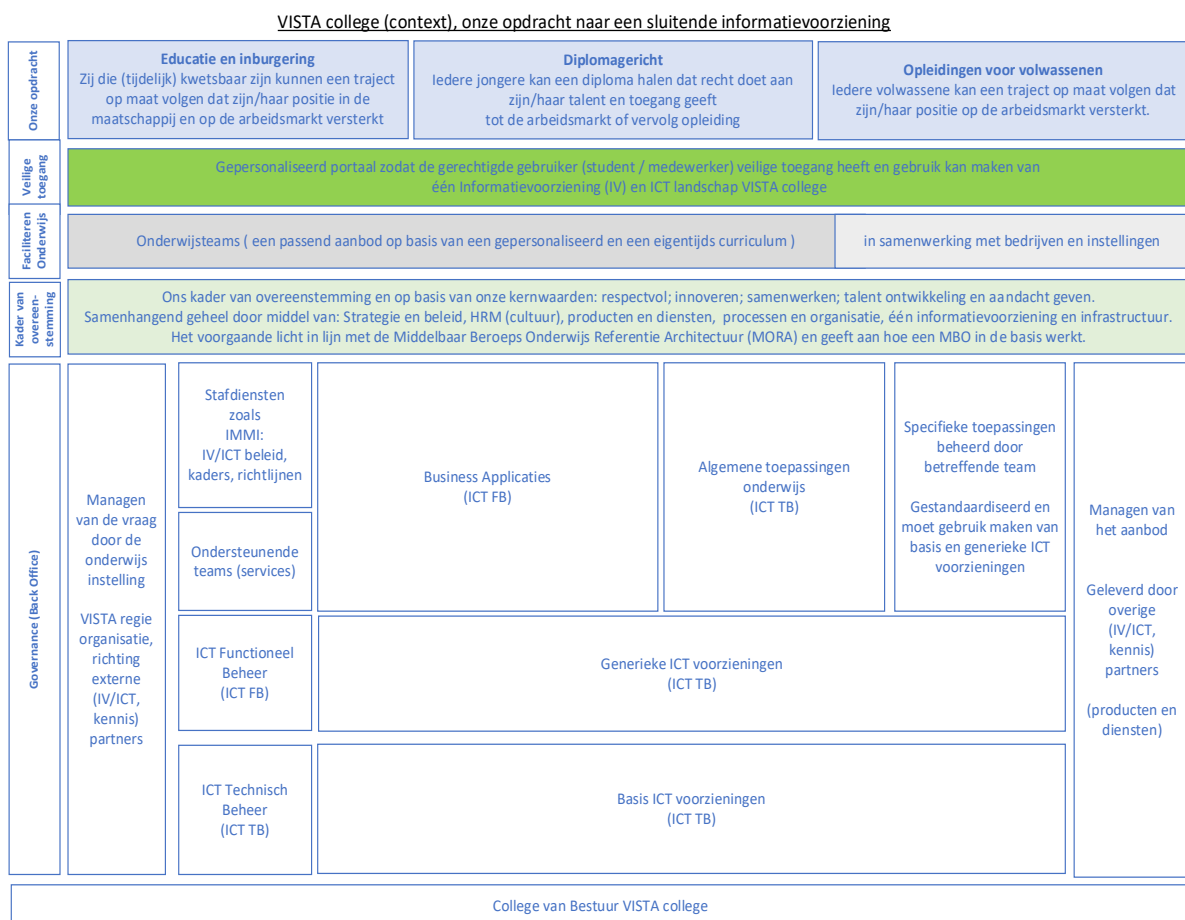 VISTA college (context), onze opdracht naar een sluitende informatievoorziening
Onze opdracht
Educatie en inburgering
Zij die (tijdelijk) kwetsbaar zijn kunnen een traject
op maat volgen dat zijn/haar positie in de
maatschappij en op de arbeidsmarkt versterkt
Diplomagericht
Iedere jongere kan een diploma halen dat recht doet aan
zijn/haar talent en toegang geeft
tot de arbeidsmarkt of vervolg opleiding
Opleidingen voor volwassenen
Iedere volwassene kan een traject op maat volgen dat
zijn/haar positie op de arbeidsmarkt versterkt.
Veilige
toegang
Gepersonaliseerd portaal zodat de gerechtigde gebruiker (student / medewerker) veilige toegang heeft en gebruik kan maken van
één Informatievoorziening (IV) en ICT landschap VISTA college
Faciliteren
Onderwijs
Onderwijsteams ( een passend aanbod op basis van een gepersonaliseerd en een eigentijds curriculum )
in samenwerking met bedrijven en instellingen
Kader van
overeen-
stemming
Ons kader van overeenstemming en op basis van onze kernwaarden: respectvol; innoveren; samenwerken; talent ontwikkeling en aandacht geven.
Samenhangend geheel door middel van: Strategie en beleid, HRM (cultuur), producten en diensten, processen en organisatie, één informatievoorziening en infrastructuur.
Het voorgaande licht in lijn met de Middelbaar Beroeps Onderwijs Referentie Architectuur (MORA) en geeft aan hoe een MBO in de basis werkt.
Governance (Back Office)
Managen
van de vraag
door de
onderwijs
instelling
VISTA regie
organisatie,
richting
externe
(IV/ICT,
kennis)
partners
Stafdiensten
zoals
IMMI:
IV/ICT beleid,
kaders, richtlijnen
Ondersteunende
teams (services)
ICT Functioneel
Beheer
(ICT FB)
ICT Technisch
Beheer
(ICT TB)
Business Applicaties
(ICT FB)
Algemene toepassingen
onderwijs
(ICT TB)
Specifieke toepassingen
beheerd door
betreffende team
Gestandaardiseerd en
moet gebruik maken van
basis en generieke ICT
voorzieningen
Generieke ICT voorzieningen
(ICT TB)
Basis ICT voorzieningen
(ICT TB)
Managen van
het aanbod
Geleverd door
overige
(IV/ICT,
kennis)
partners
(producten en
diensten)
College van Bestuur VISTA college